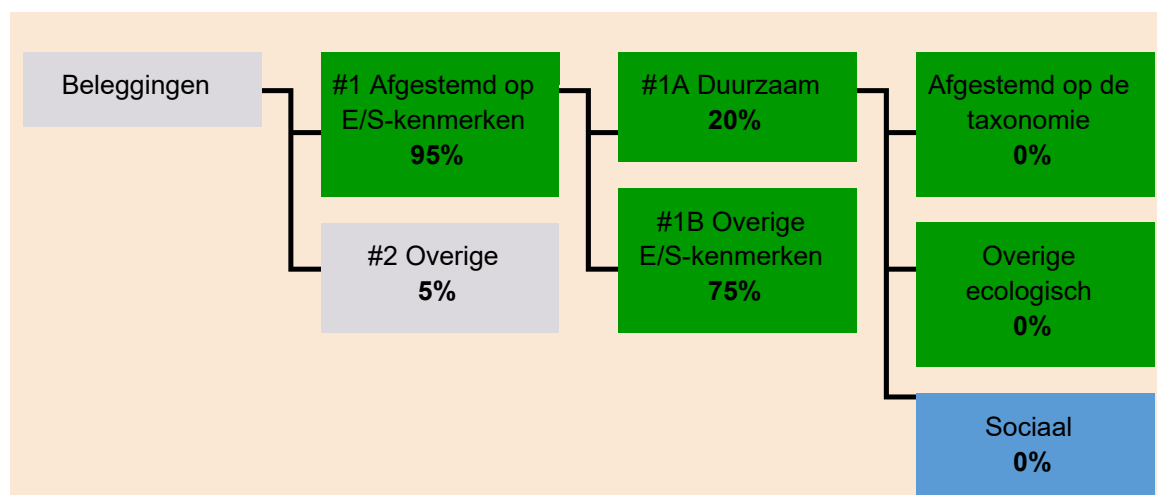 Beleggingen
#1 Afgestemd op
E/S-kenmerken
95%
#2 Overige
5%
#1A Duurzaam
20%
#1B Overige
E/S-kenmerken
75%
Afgestemd op de
taxonomie
0%
Overige
ecologisch
0%
Sociaal
0%